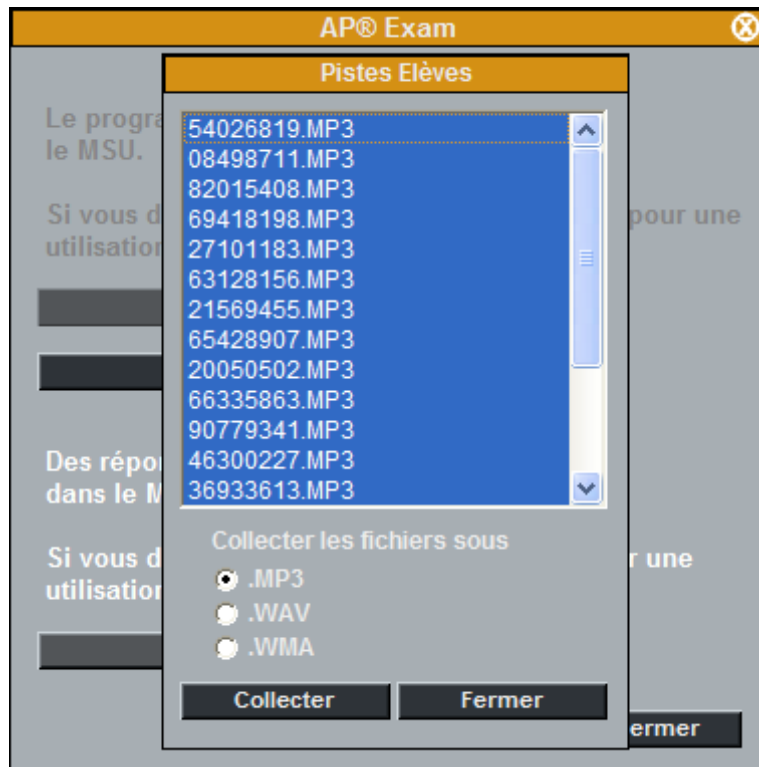 AP® Exam
Pistes Elèves
Le progra
le MSU.
Si vous d
pour une
utilisation
54026819.MP3
08498711.MP3
82015408.MP3
69418198.MP3
27101183.MP3
63128156.MP3
21569455.MP3
65428907.MP3
20050502.MP3
66335863.MP3
90779341.MP3
46300227.MP3
36933613.MP3
Des répo
dans le M
Si vous d
r une
utilisation
Collecter les fichiers sous
.MP3
.WAV
.WMA
Collecter
Fermer
ermer